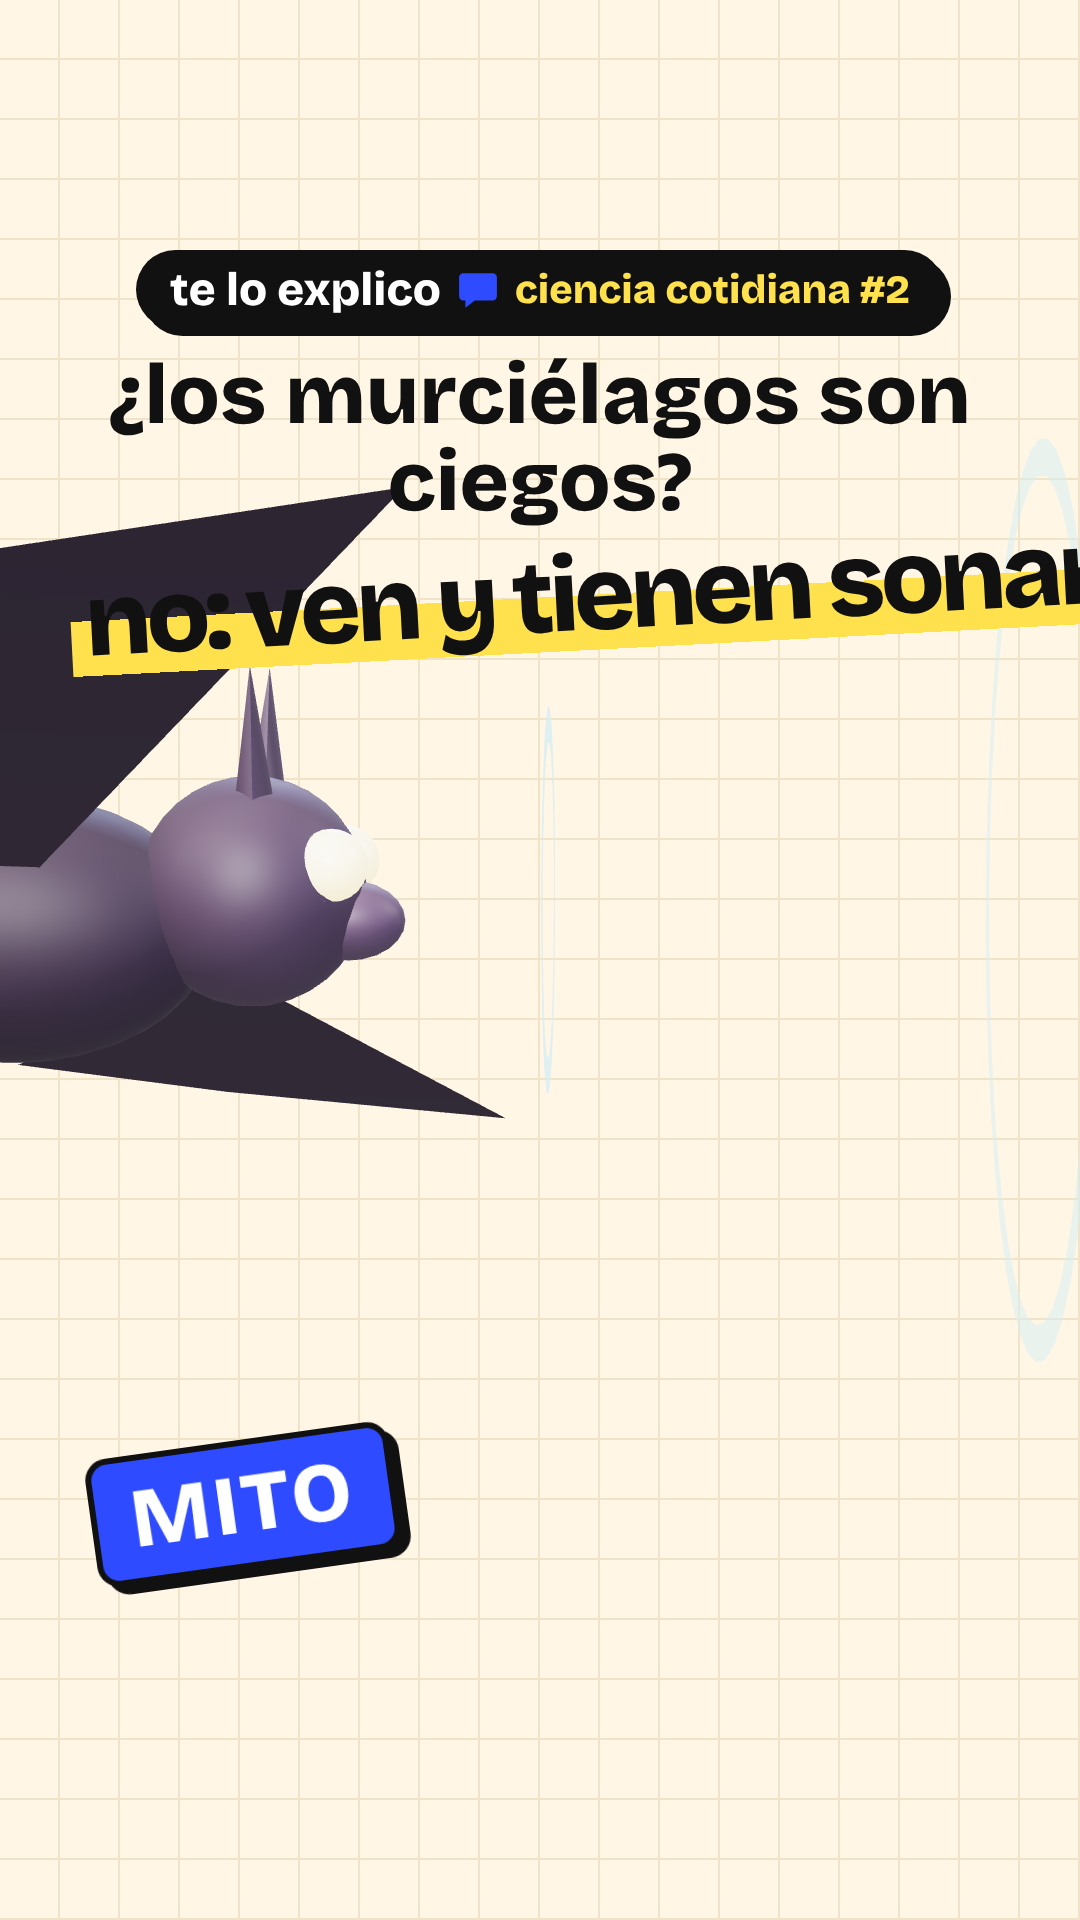 te lo explico ciencia cotidiana #2
¿los murciélagos son
ciegos?
no: ven y tienen sonar
MITO